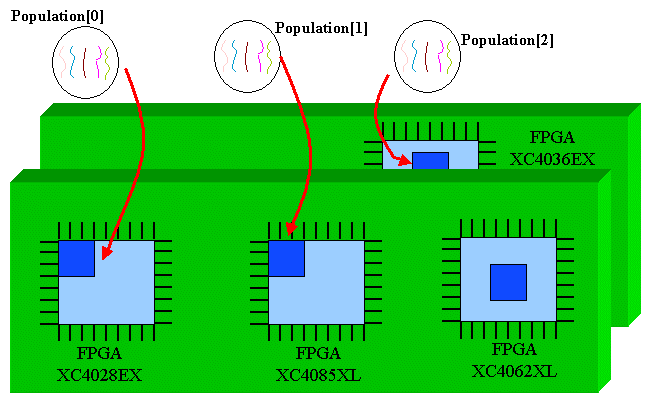 Population[0]
Population[1]
Population[2]
FPGA
XC4036EX
FPGA
XC4028EX
FPGA
XC4085XL
FPGA
XC4062XL